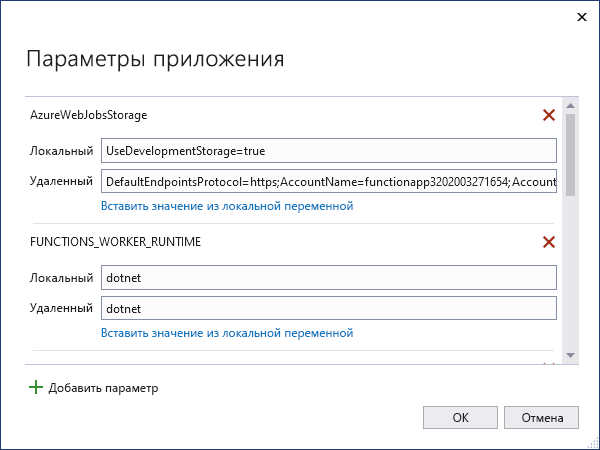 Параметры приложения
AzureWebJobsStorage
Локальный UseDevelopmentStorage=true
Удаленный DefaultEndpointsProtocol=https;AccountName=functionapp3202003271654;Account
Вставить значение из локальной переменной
FUNCTIONS_WORKER_RUNTIME
Локальный dotnet
Удаленный dotnet
Вставить значение из локальной переменной
Добавить параметр
OK Отмена